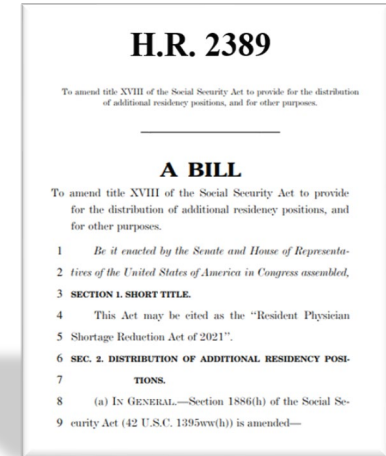 H.R. 2389
To amend title XVIII of the Social Security Act to provide for the distribution
of additional residency positions, and for other purposes.
A BILL
To amend title XVIII of the Social Security Act to provide
for the distribution of additional residency positions, and
for other purposes.
1 Be it enacted by the Senate and House of Representa-
2 tives of the United States of America in Congress assembled,
3 SECTION 1. SHORT TITLE.
4 This Act may be cited as the “Resident Physician
5 Shortage Reduction Act of 2021”.
6 SEC. 2. DISTRIBUTION OF ADDITIONAL RESIDENCY POSI-
7 TIONS.
8 (a) IN GENERAL.—Section 1886(h) of the Social Se-
9 curity Act (42 U.S.C. 1395ww(h)) is amended—